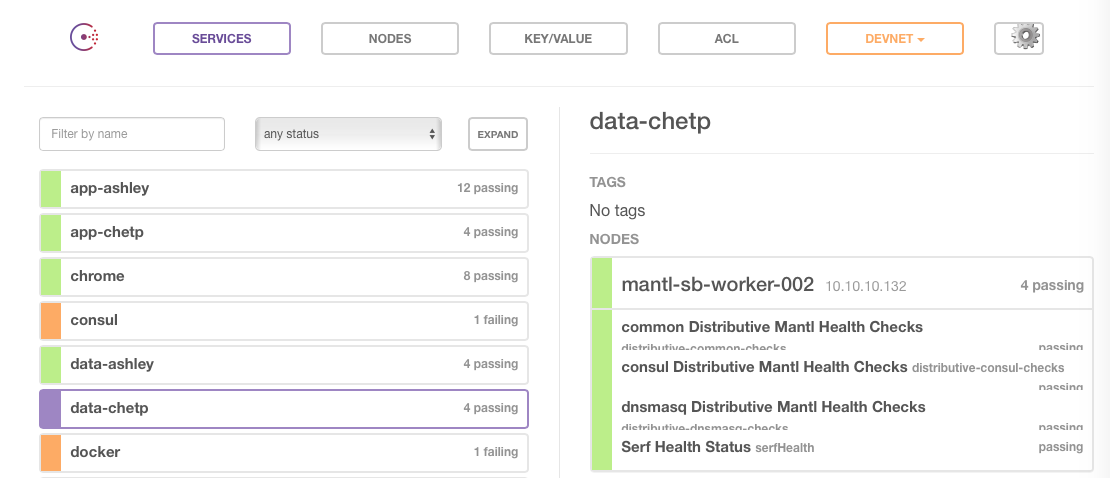 SERVICES
NODES
KEY/VALUE
ACL
DEVNET
Filter by name
any status
EXPAND
app-ashley 12 passing
app-chetp 4 passing
chrome 8 passing
consul 1 failing
data-ashley 4 passing
data-chetp 4 passing
docker 1 failing
data-chetp
TAGS
No tags
NODES
mantl-sb-worker-002 10.10.10.132 4 passing
common Distributive Mantl Health Checks
distributive-common-checks passing
consul Distributive Mantl Health Checks distributive-consul-checks
passing
dnsmasq Distributive Mantl Health Checks
distributive-dnsmasq-checks passing
Serf Health Status serfHealth passing